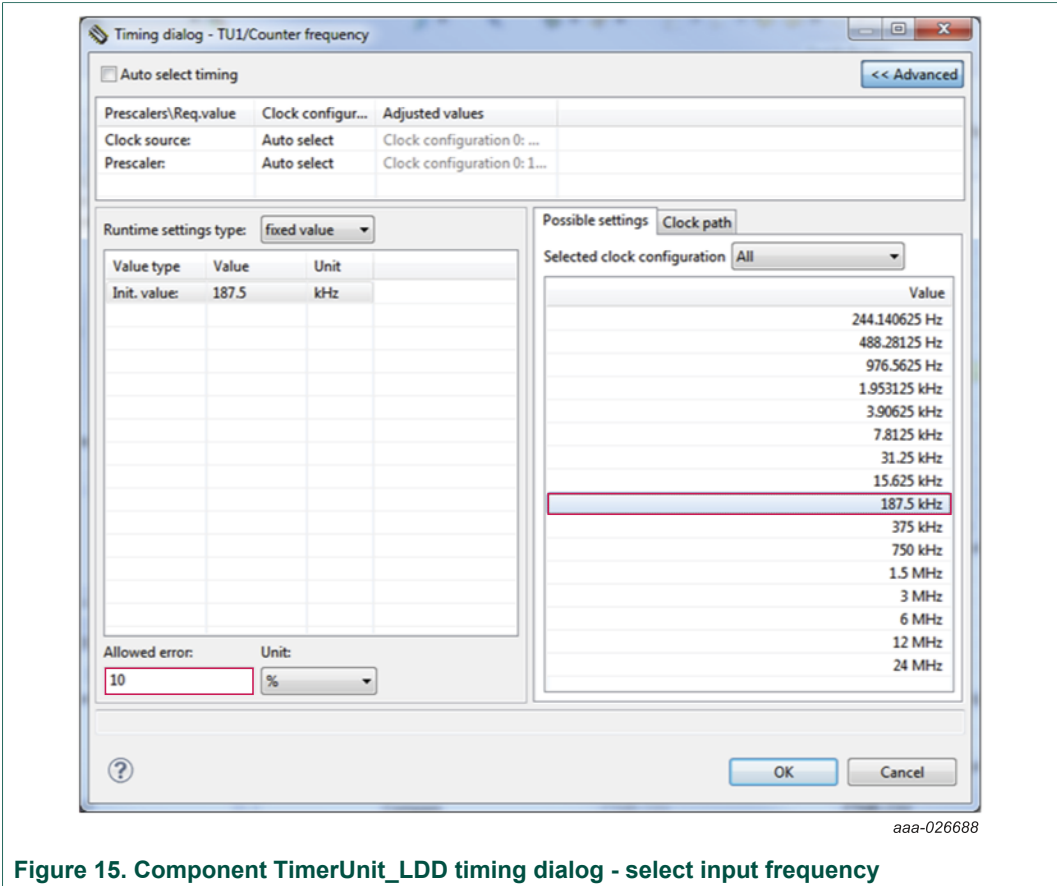 Timing dialog - TU1/Counter frequency
Auto select timing
<< Advanced
Prescalers\Req.value Clock configur... Adjusted values
Clock source: Auto select Clock configuration 0: ...
Prescaler: Auto select Clock configuration 0: 1...
Runtime settings type: fixed value
Value type Value Unit
Init. value: 187.5 kHz
Allowed error: Unit:
10 %
Possible settings Clock path
Selected clock configuration All
Value
244.140625 Hz
488.28125 Hz
976.5625 Hz
1.953125 kHz
3.90625 kHz
7.8125 kHz
31.25 kHz
15.625 kHz
187.5 kHz
375 kHz
750 kHz
1.5 MHz
3 MHz
6 MHz
12 MHz
24 MHz
?
OK Cancel
aaa-026688
Figure 15. Component TimerUnit_LDD timing dialog - select input frequency